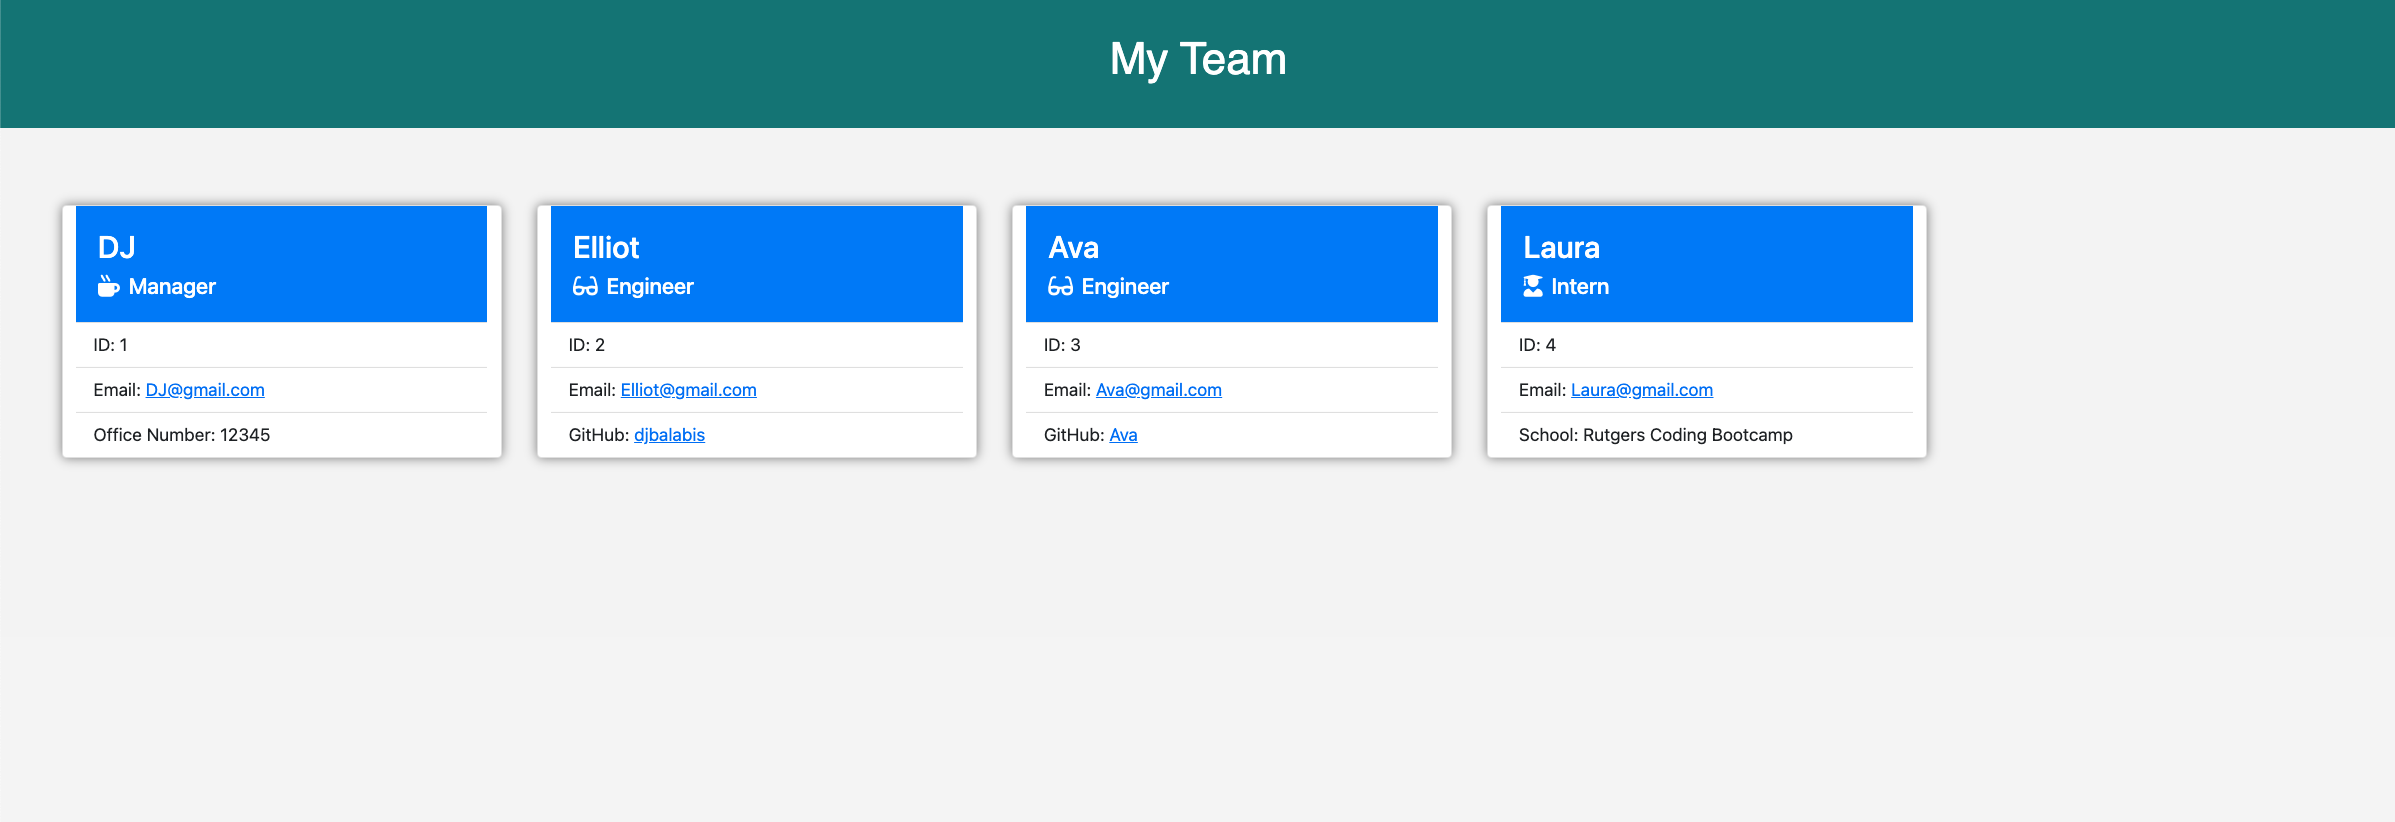 My Team
DJ
Manager
ID: 1
Email: DJ@gmail.com
Office Number: 12345
Elliot
Engineer
ID: 2
Email: Elliot@gmail.com
GitHub: djbalabis
Ava
Engineer
ID: 3
Email: Ava@gmail.com
GitHub: Ava
Laura
Intern
ID: 4
Email: Laura@gmail.com
School: Rutgers Coding Bootcamp